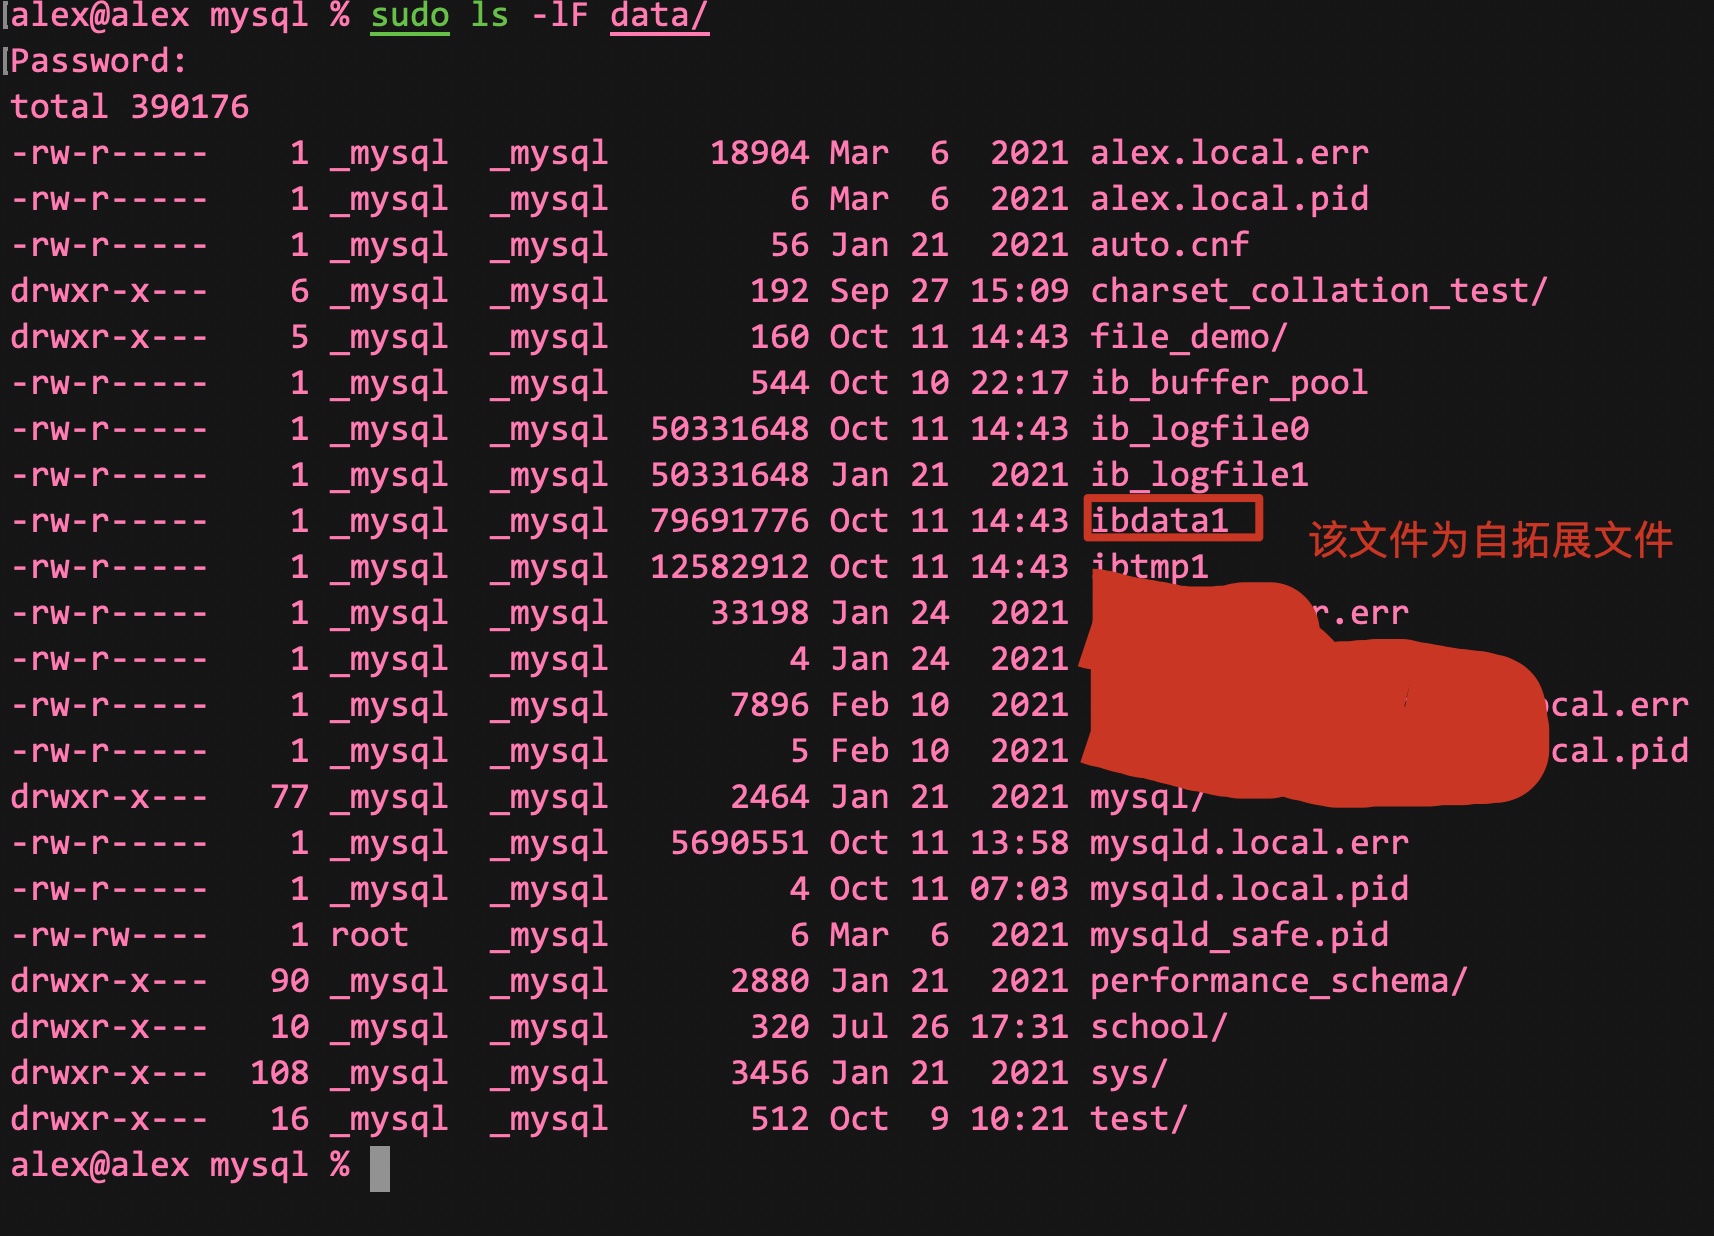 alex@alex mysql % sudo ls -lF data/
Password:
total 390176
-rw-r-----    1 _mysql  _mysql     18904 Mar  6  2021 alex.local.err
-rw-r-----    1 _mysql  _mysql         6 Mar  6  2021 alex.local.pid
-rw-r-----    1 _mysql  _mysql        56 Jan 21  2021 auto.cnf
drwxr-x---    6 _mysql  _mysql       192 Sep 27 15:09 charset_collation_test/
drwxr-x---    5 _mysql  _mysql       160 Oct 11 14:43 file_demo/
-rw-r-----    1 _mysql  _mysql       544 Oct 10 22:17 ib_buffer_pool
-rw-r-----    1 _mysql  _mysql  50331648 Oct 11 14:43 ib_logfile0
-rw-r-----    1 _mysql  _mysql  50331648 Jan 21  2021 ib_logfile1
-rw-r-----    1 _mysql  _mysql  79691776 Oct 11 14:43 ibdata1
该文件为自拓展文件
-rw-r-----    1 _mysql  _mysql  12582912 Oct 11 14:43 ibtmp1
-rw-r-----    1 _mysql  _mysql     33198 Jan 24  2021 r.err
-rw-r-----    1 _mysql  _mysql         4 Jan 24  2021
-rw-r-----    1 _mysql  _mysql      7896 Feb 10  2021 ocal.err
-rw-r-----    1 _mysql  _mysql         5 Feb 10  2021 cal.pid
drwxr-x---   77 _mysql  _mysql      2464 Jan 21  2021 mysql/
-rw-r-----    1 _mysql  _mysql   5690551 Oct 11 13:58 mysqld.local.err
-rw-r-----    1 _mysql  _mysql         4 Oct 11 07:03 mysqld.local.pid
-rw-rw----    1 root    _mysql         6 Mar  6  2021 mysqld_safe.pid
drwxr-x---   90 _mysql  _mysql      2880 Jan 21  2021 performance_schema/
drwxr-x---   10 _mysql  _mysql       320 Jul 26 17:31 school/
drwxr-x---  108 _mysql  _mysql      3456 Jan 21  2021 sys/
drwxr-x---   16 _mysql  _mysql       512 Oct  9 10:21 test/
alex@alex mysql %